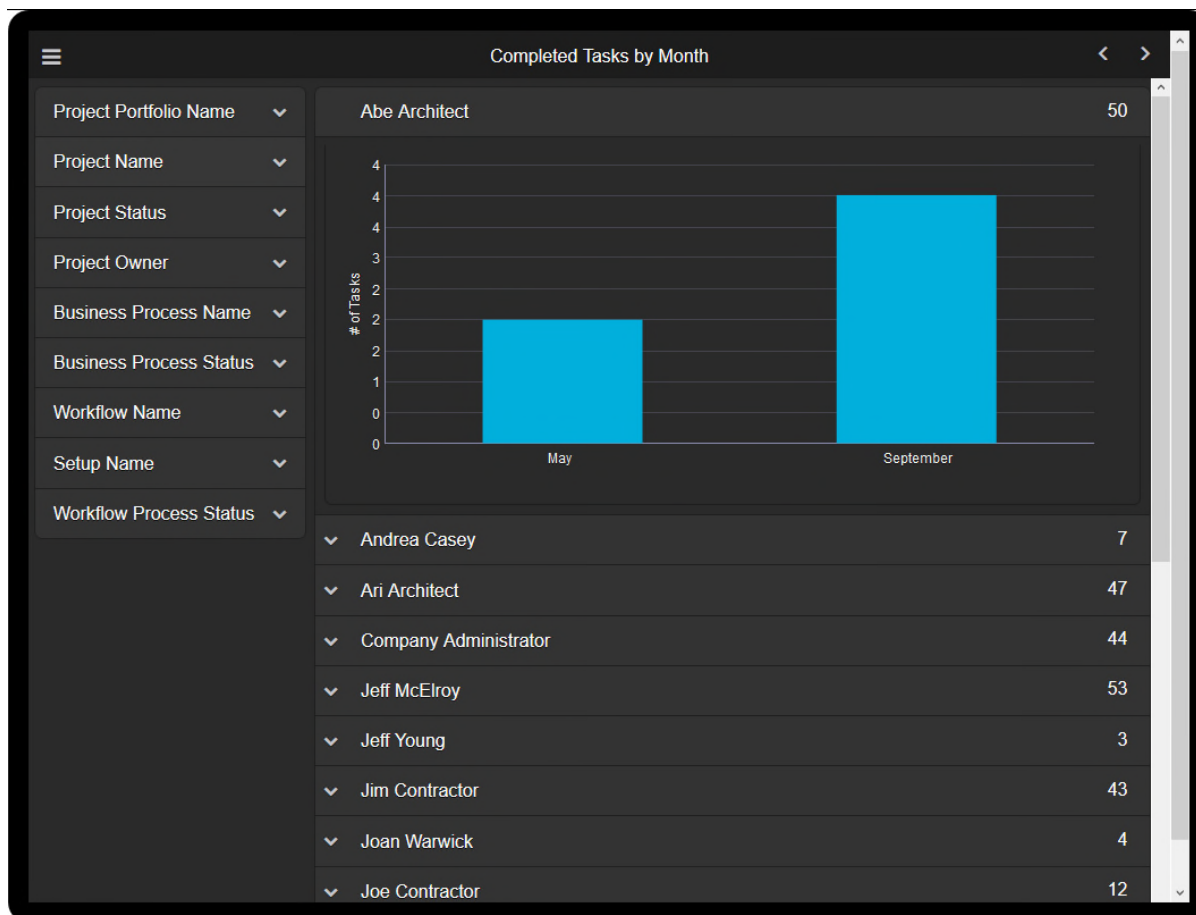 Completed Tasks by Month
Project Portfolio Name
Project Name
Project Status
Project Owner
Business Process Name
Business Process Status
Workflow Name
Setup Name
Workflow Process Status
Abe Architect 50
# of Tasks
4
4
4
3
2
2
2
1
0
0
May September
Andrea Casey 7
Ari Architect 47
Company Administrator 44
Jeff McElroy 53
Jeff Young 3
Jim Contractor 43
Joan Warwick 4
Joe Contractor 12